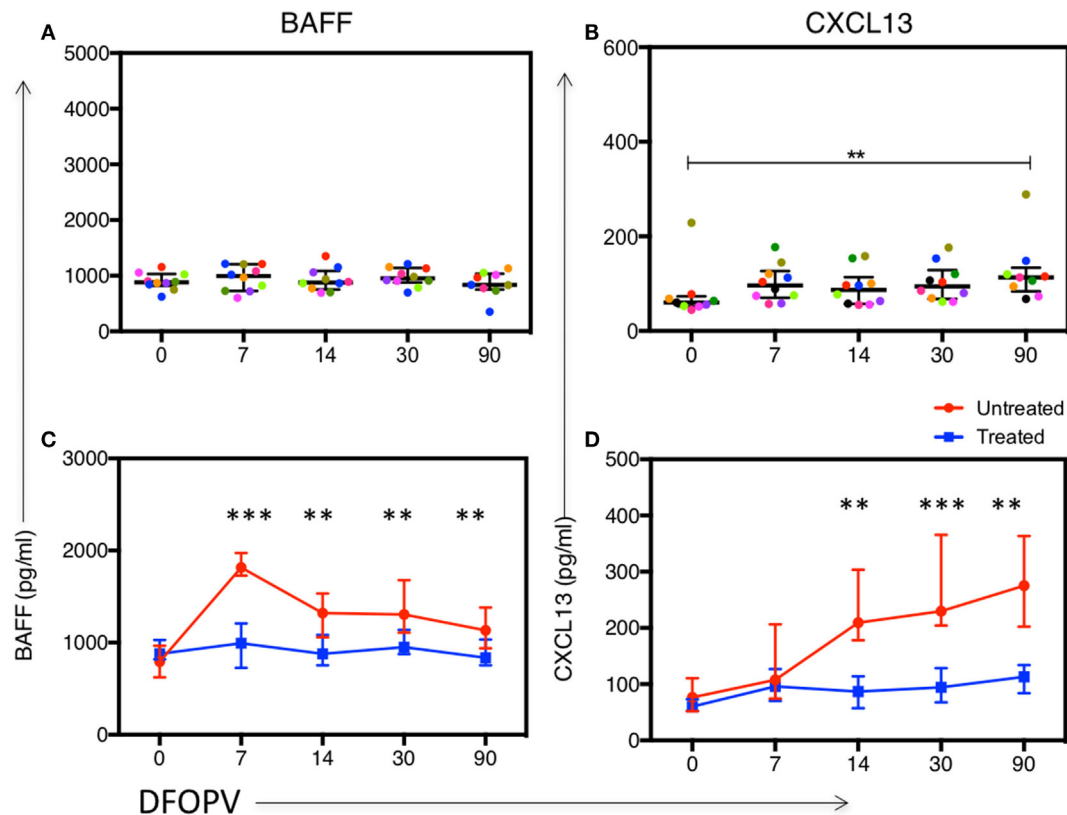 BAFF
CXCL13
A
5000
4000
3000
2000
1000
0
0 7 14 30 90
B
600
400
200
0
**
0 7 14 30 90
Untreated
Treated
C
3000
2000
1000
0
*** ** ** **
0 7 14 30 90
BAFF (pg/ml)
D
500
400
300
200
100
0
** *** **
0 7 14 30 90
CXCL13 (pg/ml)
DFOPV